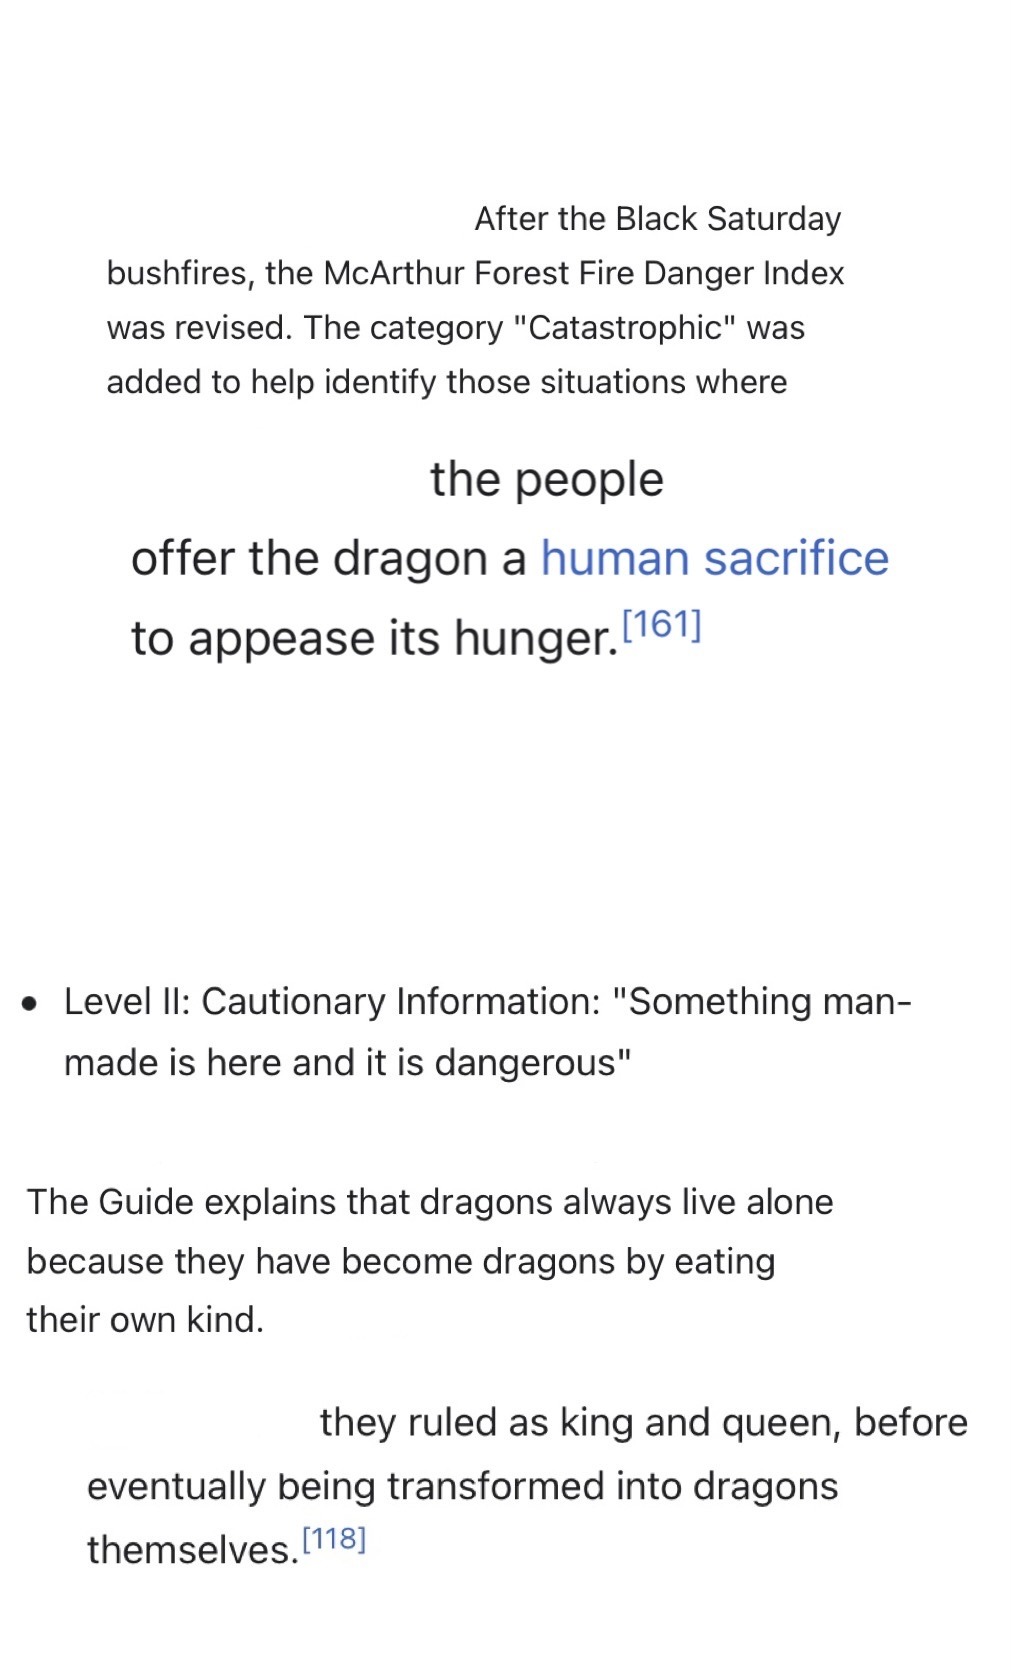 After the Black Saturday
bushfires, the McArthur Forest Fire Danger Index
was revised. The category "Catastrophic" was
added to help identify those situations where
the people
offer the dragon a human sacrifice
to appease its hunger.[161]
• Level II: Cautionary Information: "Something man-
made is here and it is dangerous"
The Guide explains that dragons always live alone
because they have become dragons by eating
their own kind.
they ruled as king and queen, before
eventually being transformed into dragons
themselves.[118]